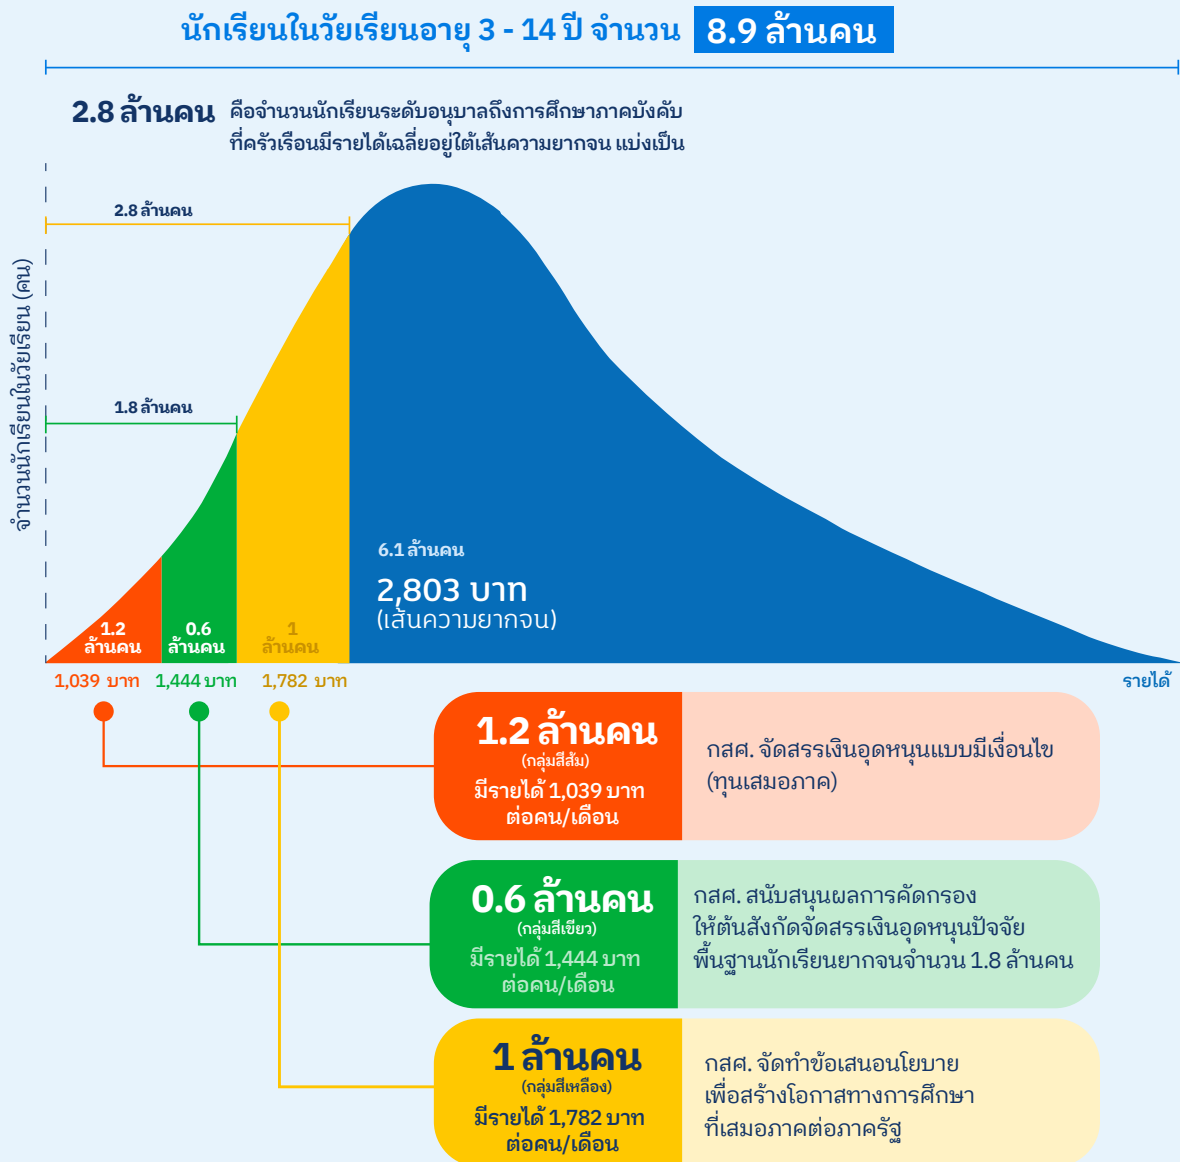 นักเรียนในวัยเรียนอายุ 3 - 14 ปี จำนวน 8.9 ล้านคน
2.8 ล้านคน คือจำนวนนักเรียนระดับอนุบาลถึงการศึกษาภาคบังคับ
ที่ครัวเรือนมีรายได้เฉลี่ยอยู่ใต้เส้นความยากจน แบ่งเป็น
2.8 ล้านคน
จำนวนนักเรียนในวัยเรียน (คน)
1.8 ล้านคน
6.1 ล้านคน
2,803 บาท
(เส้นความยากจน)
1.2
ล้านคน
0.6
ล้านคน
1
ล้านคน
1,039 บาท
1,444 บาท
1,782 บาท
รายได้
1.2 ล้านคน
(กลุ่มสีส้ม)
มีรายได้ 1,039 บาท
ต่อคน/เดือน
กสศ. จัดสรรเงินอุดหนุนแบบมีเงื่อนไข
(ทุนเสมอภาค)
0.6 ล้านคน
(กลุ่มสีเขียว)
มีรายได้ 1,444 บาท
ต่อคน/เดือน
กสศ. สนับสนุนผลการคัดกรอง
ให้ต้นสังกัดจัดสรรเงินอุดหนุนปัจจัย
พื้นฐานนักเรียนยากจนจำนวน 1.8 ล้านคน
1 ล้านคน
(กลุ่มสีเหลือง)
มีรายได้ 1,782 บาท
ต่อคน/เดือน
กสศ. จัดทำข้อเสนอนโยบาย
เพื่อสร้างโอกาสทางการศึกษา
ที่เสมอภาคต่อภาครัฐ